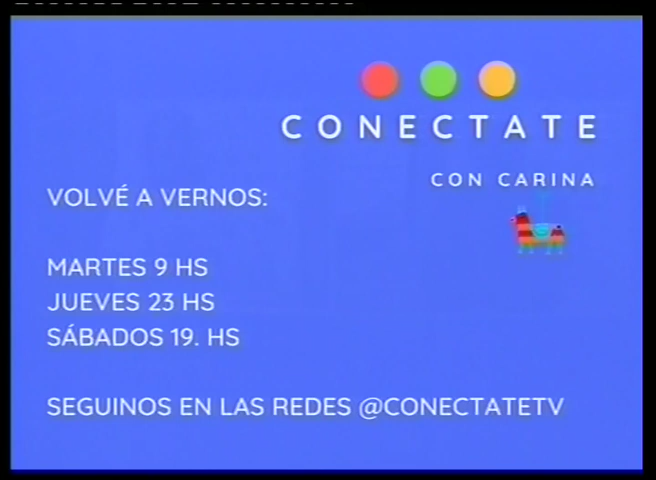 CONECTATE
CON CARINA
VOLVÉ A VERNOS:
MARTES 9 HS
JUEVES 23 HS
SÁBADOS 19. HS
SEGUINOS EN LAS REDES @CONECTATETV